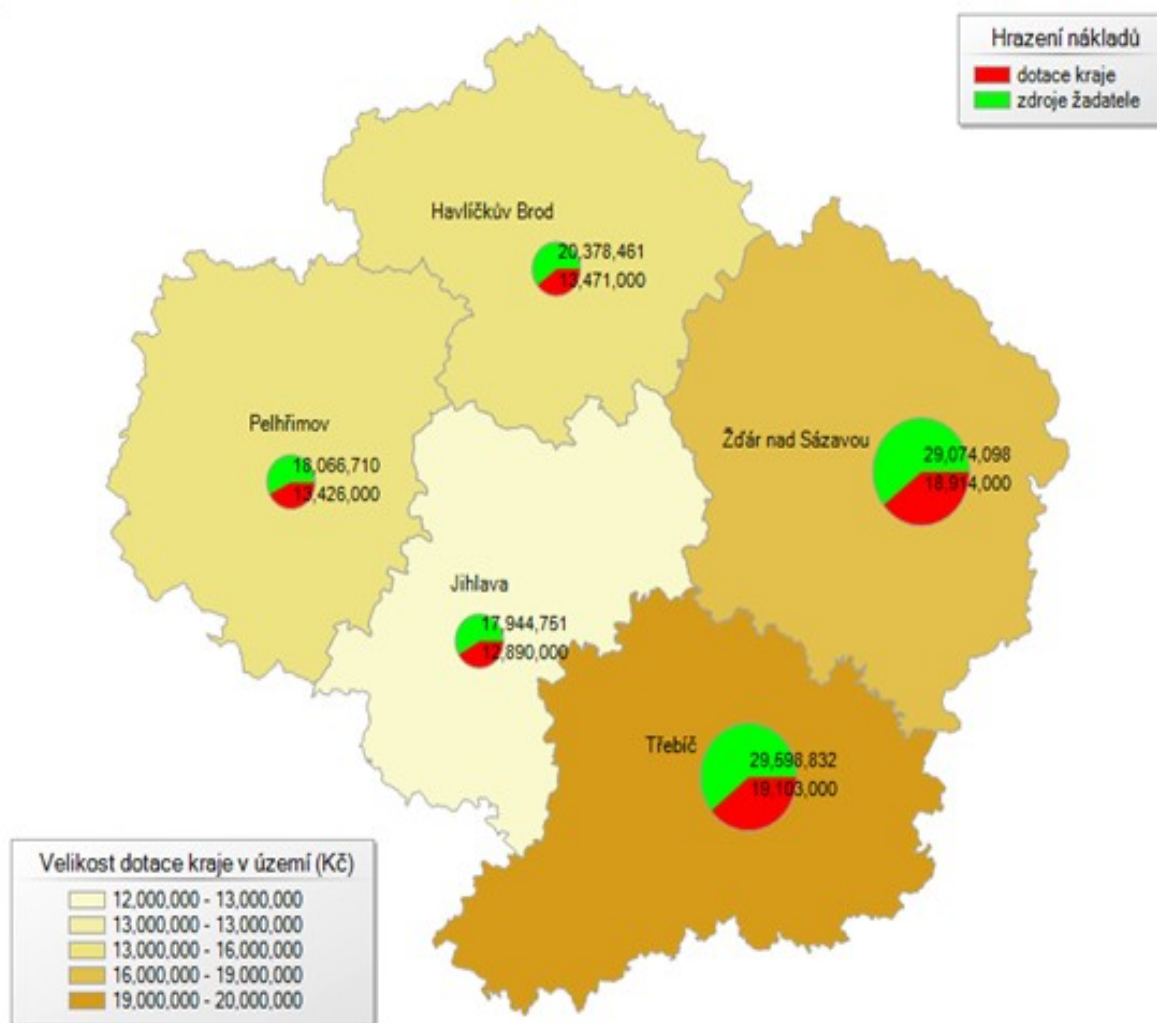 Hrazení nákladů
dotace kraje
zdroje žadatele
Havlíčkův Brod
20,378,461
13,471,000
Pelhřimov
18,066,710
13,426,000
Žďár nad Sázavou
29,074,098
18,914,000
Jihlava
17,944,751
12,890,000
Třebíč
29,598,832
19,103,000
Velikost dotace kraje v území (Kč)
12,000,000 - 13,000,000
13,000,000 - 13,000,000
13,000,000 - 16,000,000
16,000,000 - 19,000,000
19,000,000 - 20,000,000